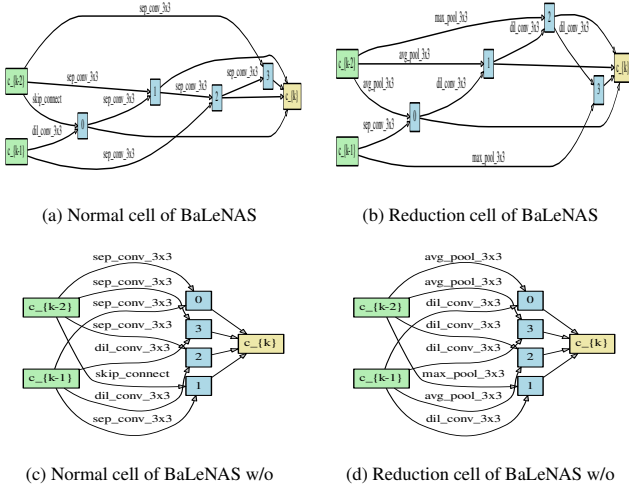 sep_conv_3x3
c_{k-2}
sep_conv_3x3
skip_connect
sep_conv_3x3
1
sep_conv_3x3
sep_conv_3x3
3
2
c_{k}
dil_conv_3x3
0
c_{k-1}
sep_conv_3x3
(a) Normal cell of BaLeNAS
max_pool_3x3
2
dil_conv_3x3
dil_conv_3x3
c_{k-2}
avg_pool_3x3
1
c_{k}
avg_pool_3x3
dil_conv_3x3
3
sep_conv_3x3
0
c_{k-1}
max_pool_3x3
(b) Reduction cell of BaLeNAS
sep_conv_3x3
sep_conv_3x3
c_{k-2}
sep_conv_3x3
0
sep_conv_3x3
3
dil_conv_3x3
2
c_{k}
c_{k-1}
skip_connect
1
dil_conv_3x3
sep_conv_3x3
(c) Normal cell of BaLeNAS w/o
avg_pool_3x3
avg_pool_3x3
c_{k-2}
dil_conv_3x3
0
dil_conv_3x3
3
dil_conv_3x3
2
c_{k}
c_{k-1}
max_pool_3x3
1
avg_pool_3x3
dil_conv_3x3
(d) Reduction cell of BaLeNAS w/o